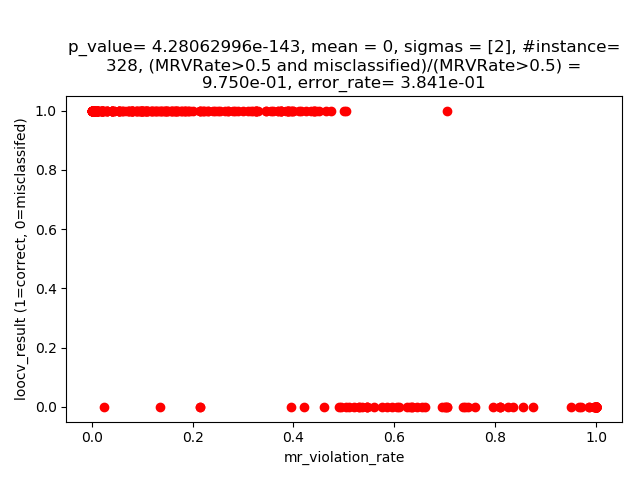 p_value= 4.28062996e-143, mean = 0, sigmas = [2], #instance=
328, (MRVRate>0.5 and misclassified)/(MRVRate>0.5) =
9.750e-01, error_rate= 3.841e-01
1.0
0.8
0.6
0.4
0.2
0.0
loocv_result (1=correct, 0=misclassifed)
0.0 0.2 0.4 0.6 0.8 1.0
mr_violation_rate